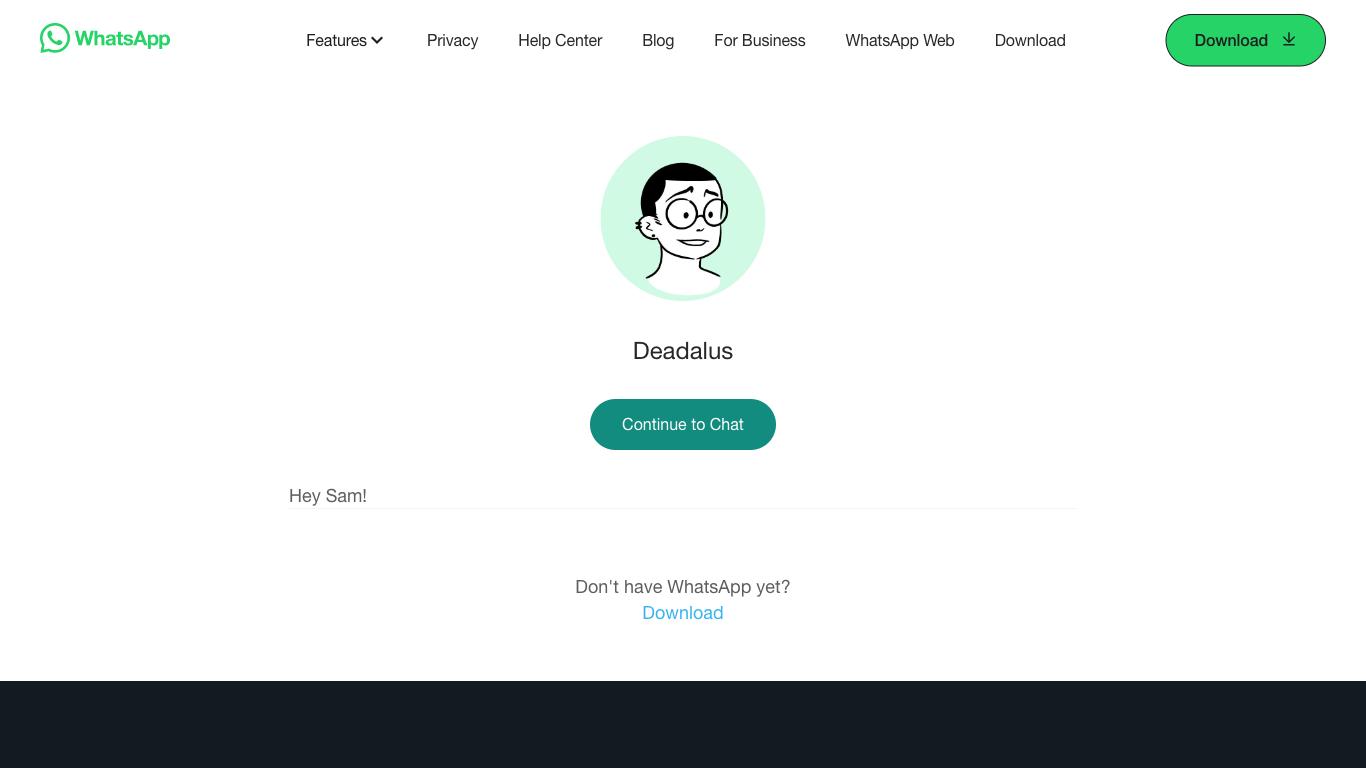 WhatsApp
Features
Privacy
Help Center
Blog
For Business
WhatsApp Web
Download
Download
Deadalus
Continue to Chat
Hey Sam!
Don't have WhatsApp yet?
Download